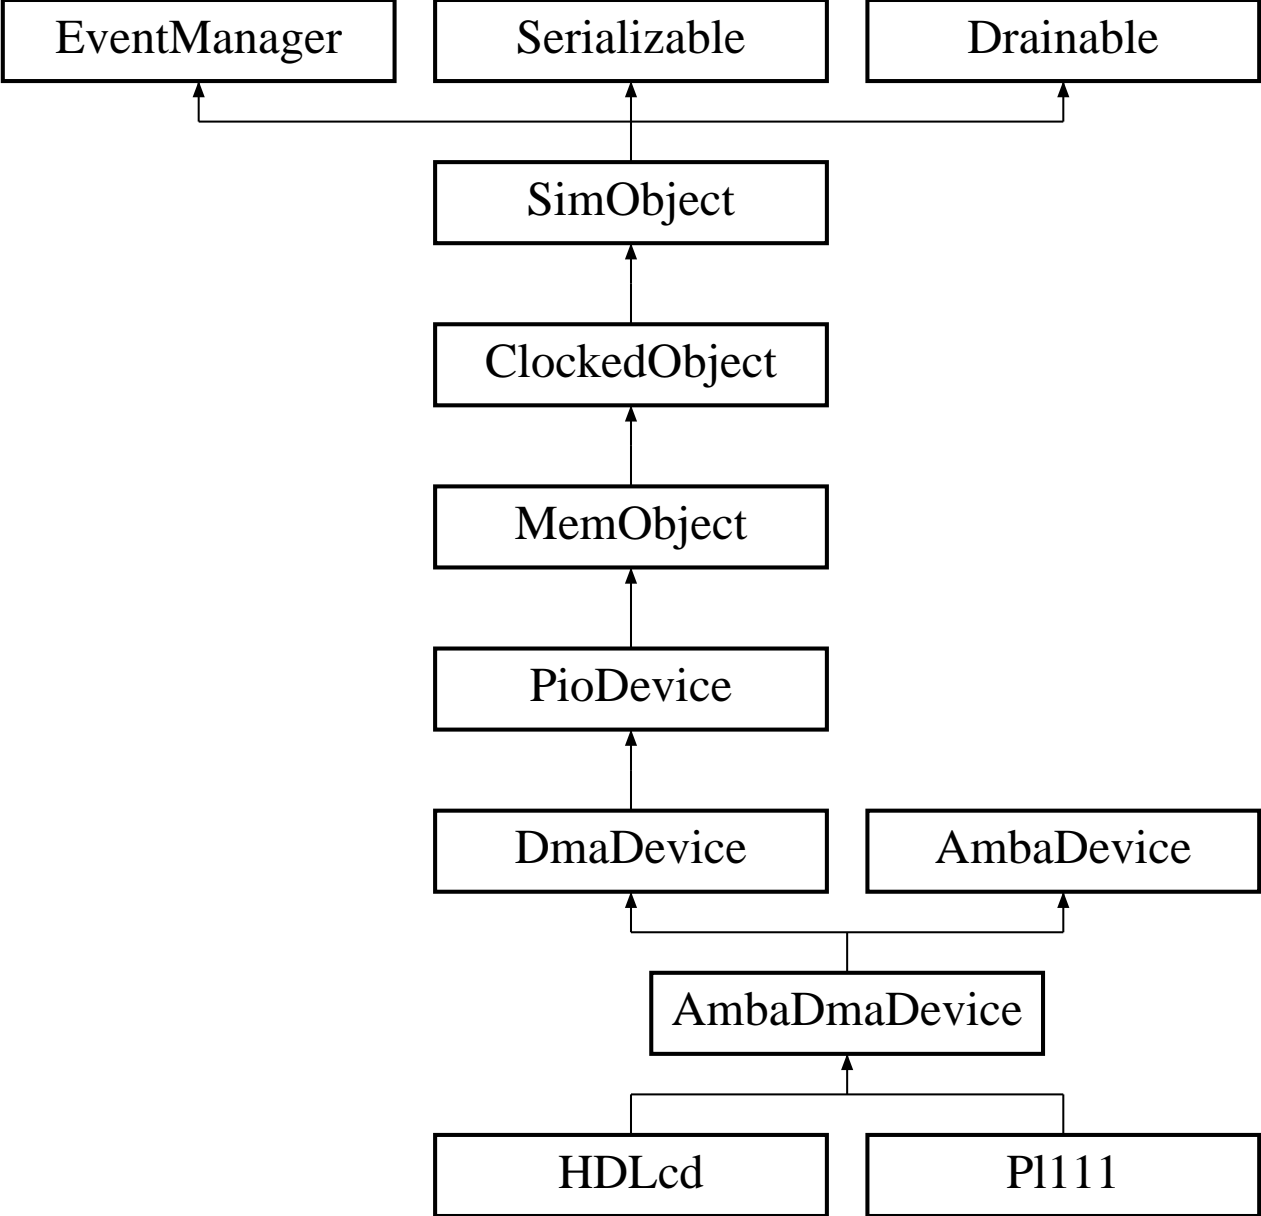 EventManager
Serializable
Drainable
SimObject
ClockedObject
MemObject
PioDevice
DmaDevice
AmbaDevice
AmbaDmaDevice
HDLcd
Pl111